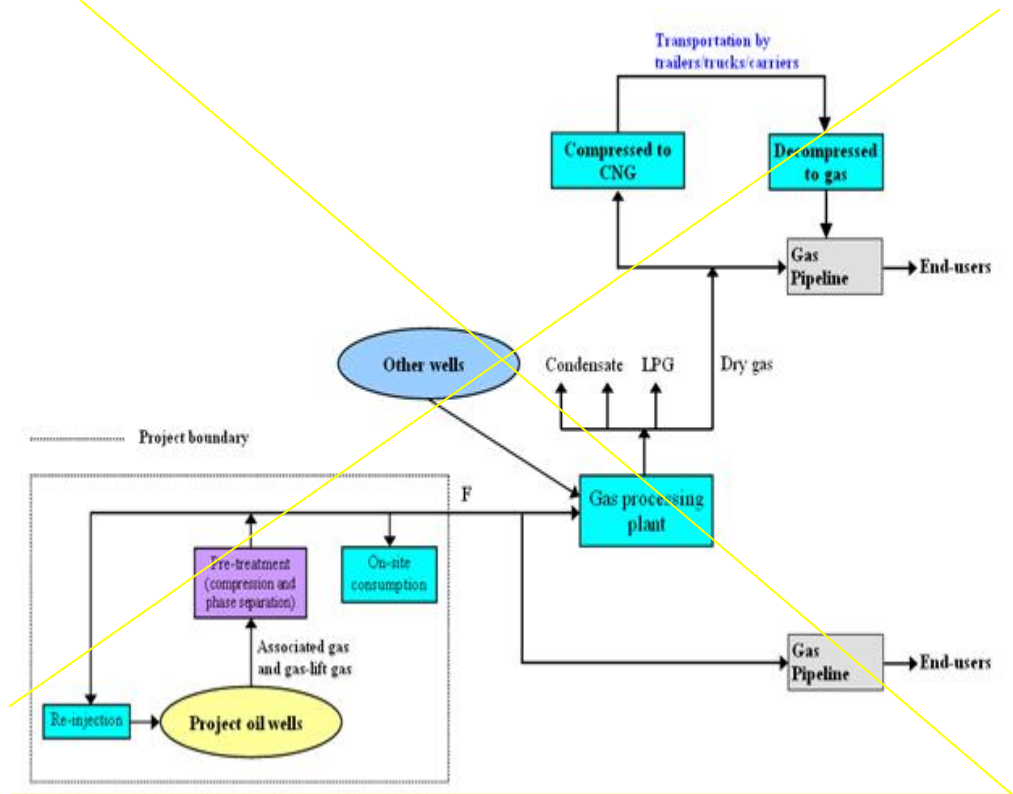 Transportation by
trailers/trucks/carriers
Compressed to
CNG
Decompressed
to gas
Gas
Pipeline
End-users
Other wells
Condensate
LPG
Dry gas
Project boundary
F
Gas processing
plant
Pre-treatment
(compression and
phase separation)
On-site
consumption
Associated gas
and gas-lift gas
Gas
Pipeline
End-users
Re-injection
Project oil wells